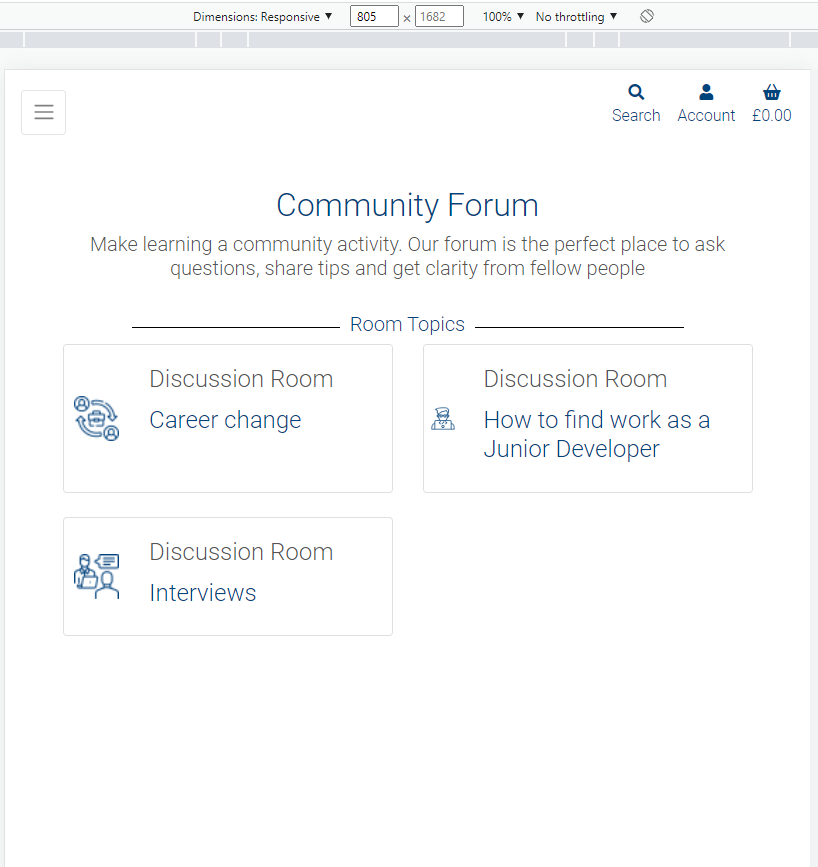 Dimensions: Responsive ▼ 805 × 1682 100% ▼ No throttling ▼
Search Account £0.00
Community Forum
Make learning a community activity. Our forum is the perfect place to ask
questions, share tips and get clarity from fellow people
Room Topics
Discussion Room
Career change
Discussion Room
How to find work as a
Junior Developer
Discussion Room
Interviews